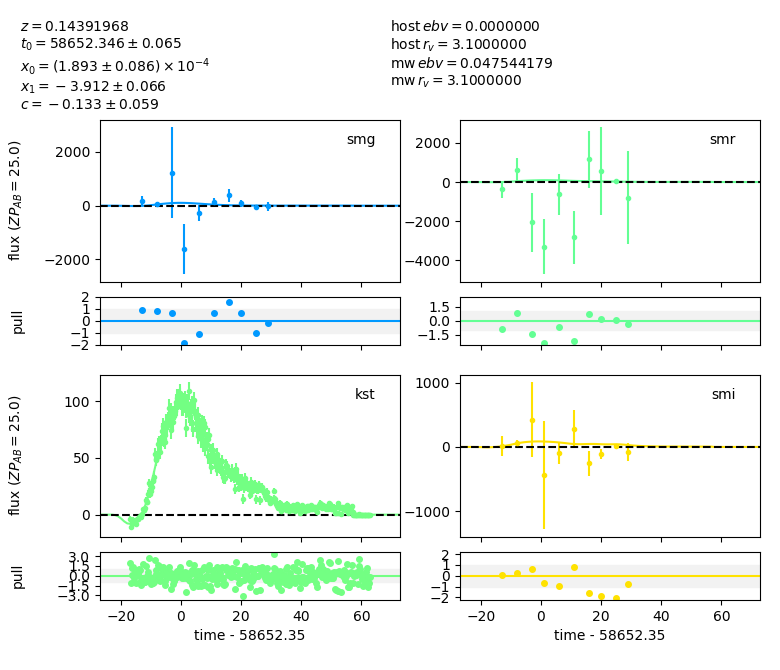 z = 0.14391968
t₀ = 58652.346 ± 0.065
x₀ = (1.893 ± 0.086) × 10⁻⁴
x₁ = −3.912 ± 0.066
c = −0.133 ± 0.059
host ebv = 0.0000000
host r_v = 3.1000000
mw ebv = 0.047544179
mw r_v = 3.1000000
smg
flux (ZP_AB = 25.0)
2000
0
−2000
smr
2000
0
−2000
−4000
pull
2
1
0
−1
−2
1.5
0.0
−1.5
kst
flux (ZP_AB = 25.0)
100
50
0
smi
1000
0
−1000
pull
3.0
1.5
0.0
−1.5
−3.0
−20 0 20 40 60
time - 58652.35
2
1
0
−1
−2
−20 0 20 40 60
time - 58652.35